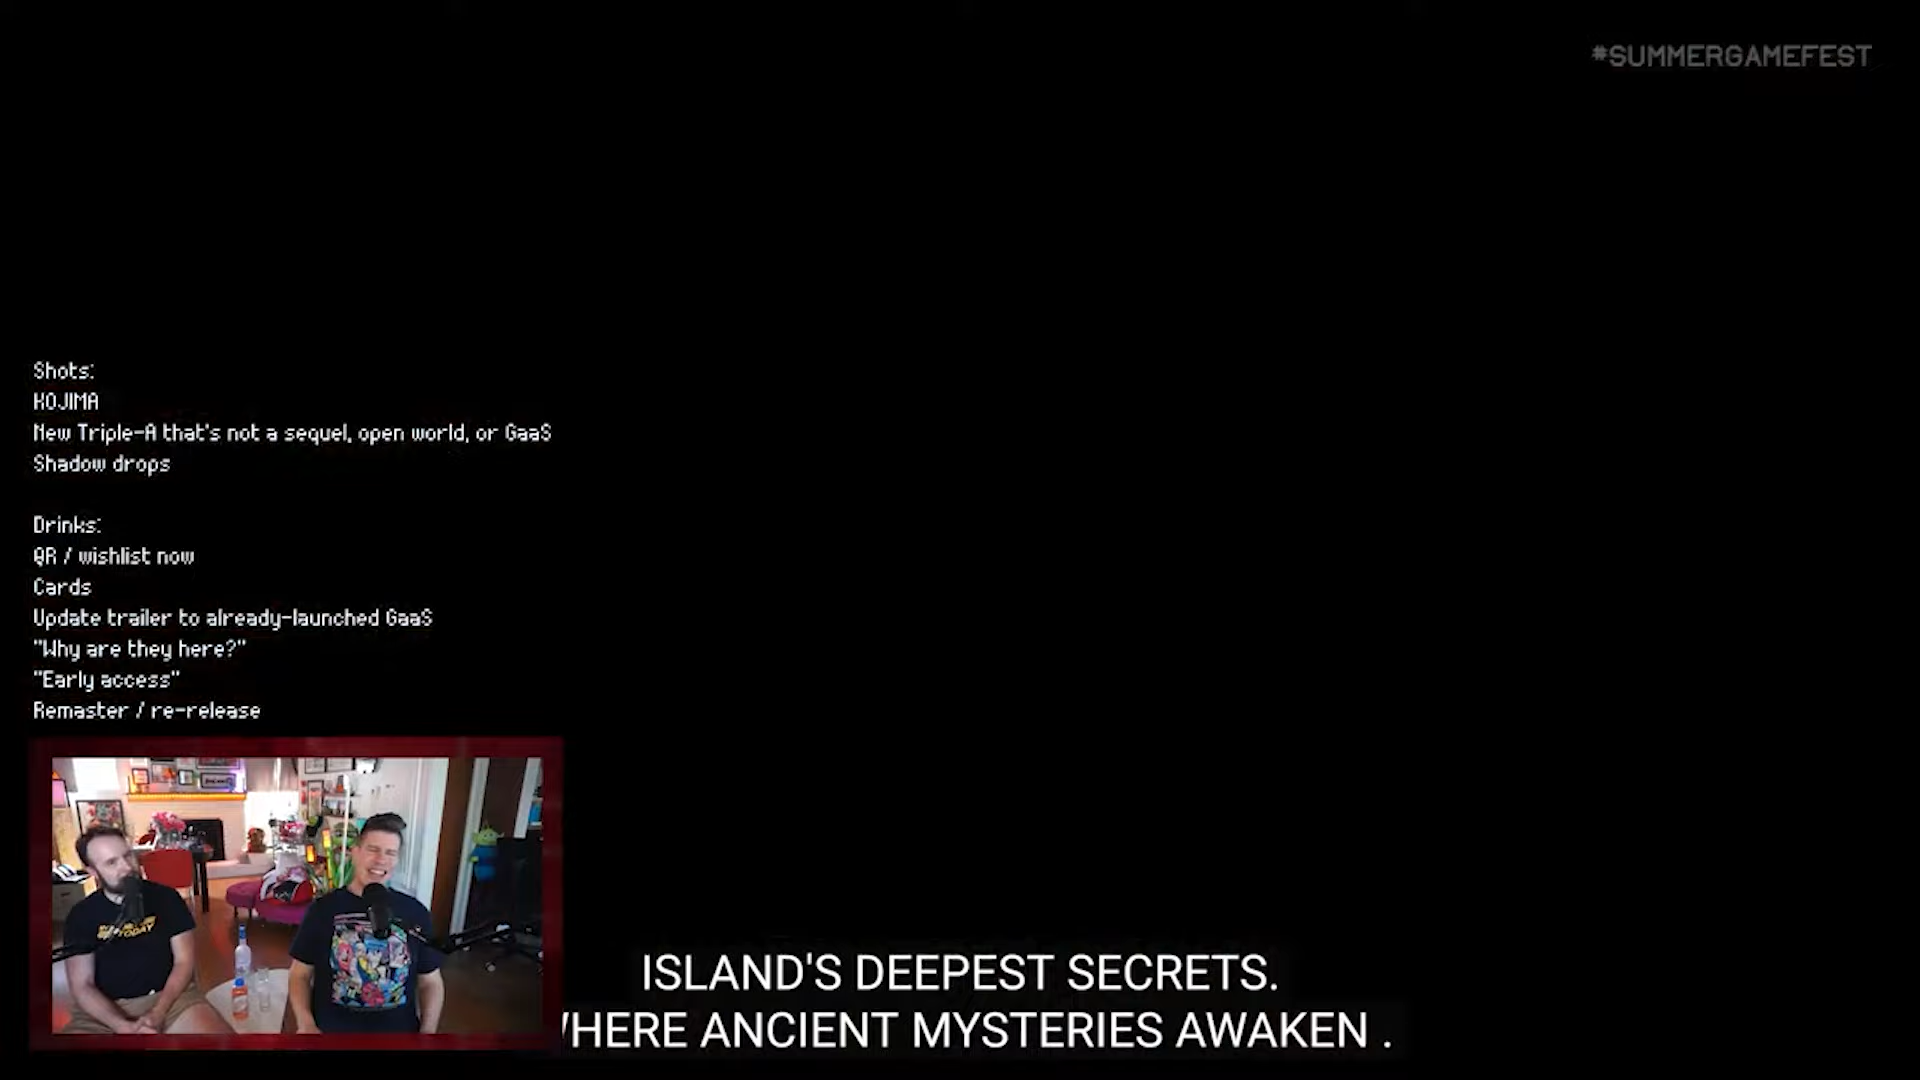 #SUMMERGAMEFEST
Shots:
KOJIMA
New Triple-A that's not a sequel, open world, or GaaS
Shadow drops
Drinks:
QR / wishlist now
Cards
Update trailer to already-launched GaaS
"Why are they here?"
"Early access"
Remaster / re-release
TODAY
ISLAND'S DEEPEST SECRETS.
WHERE ANCIENT MYSTERIES AWAKEN .